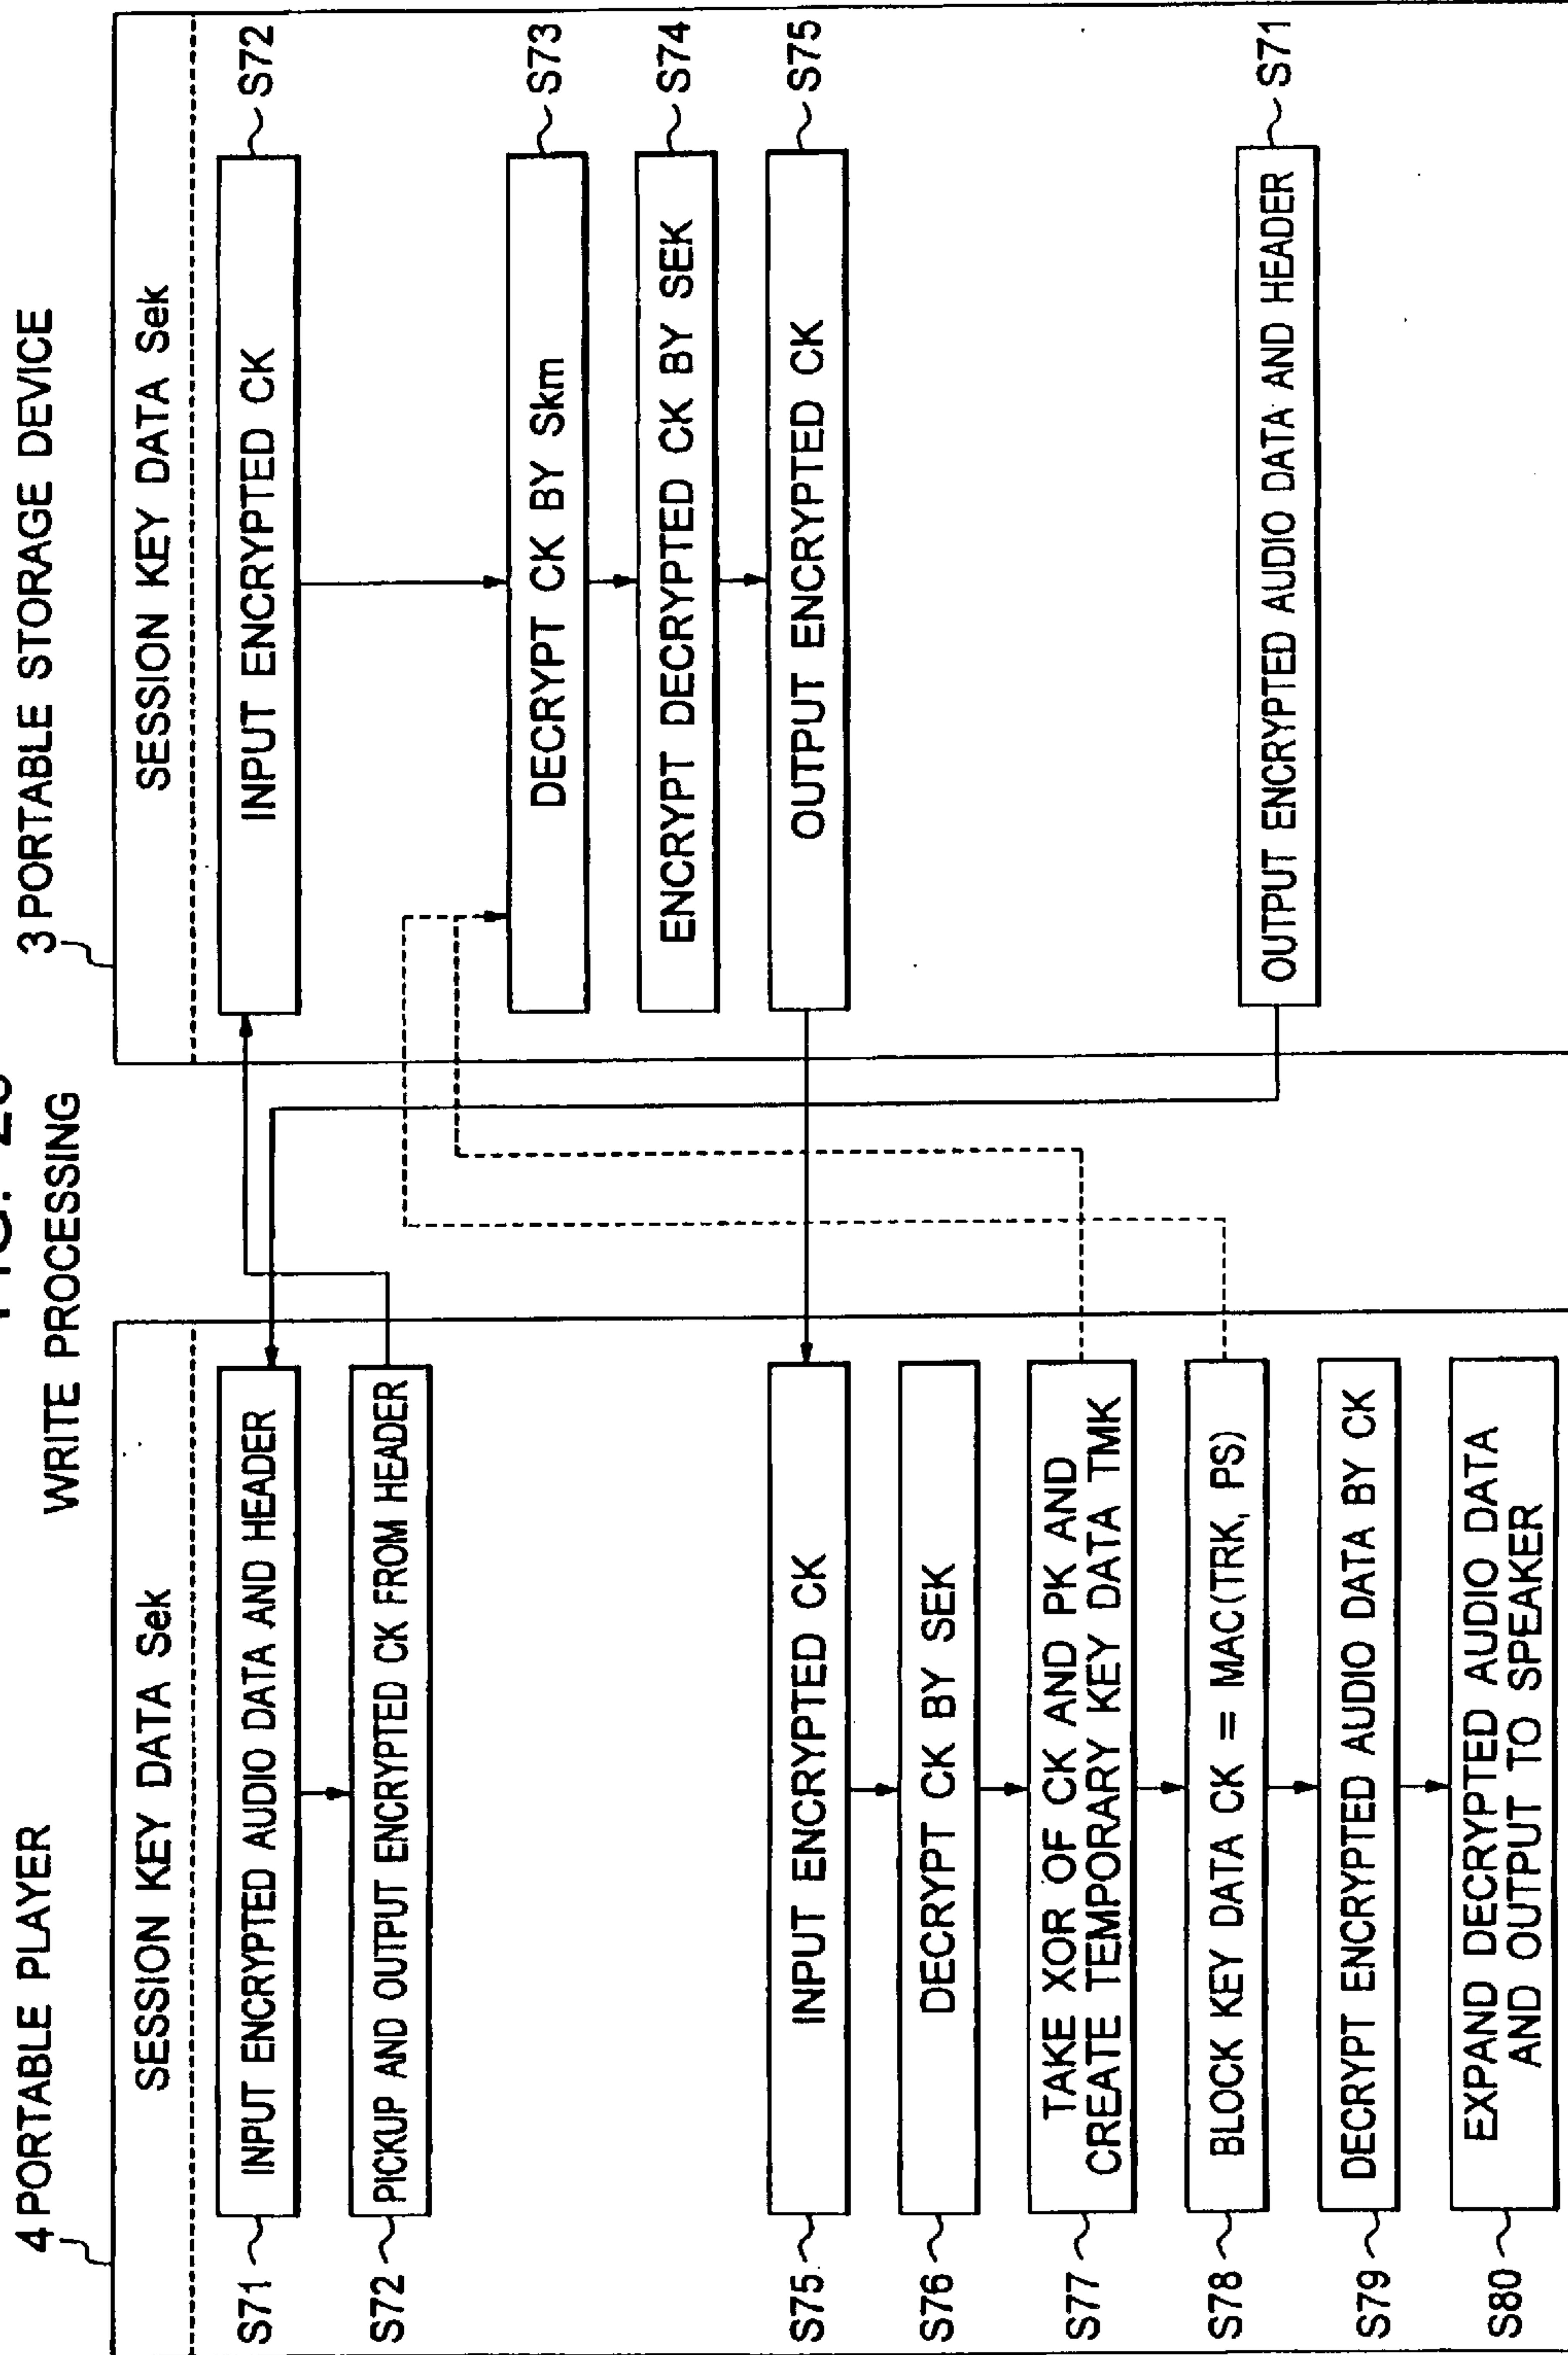 WRITE PROCESSING
4 PORTABLE PLAYER
SESSION KEY DATA Sek
S71
INPUT ENCRYPTED AUDIO DATA AND HEADER
S72
PICKUP AND OUTPUT ENCRYPTED CK FROM HEADER
S75
INPUT ENCRYPTED CK
S76
DECRYPT CK BY SEK
S77
TAKE XOR OF CK AND PK AND
CREATE TEMPORARY KEY DATA TMK
S78
BLOCK KEY DATA CK = MAC(TRK, PS)
S79
DECRYPT ENCRYPTED AUDIO DATA BY CK
S80
EXPAND DECRYPTED AUDIO DATA
AND OUTPUT TO SPEAKER
3 PORTABLE STORAGE DEVICE
SESSION KEY DATA Sek
INPUT ENCRYPTED CK
S72
DECRYPT CK BY Skm
S73
ENCRYPT DECRYPTED CK BY SEK
S74
OUTPUT ENCRYPTED CK
S75
OUTPUT ENCRYPTED AUDIO DATA AND HEADER
S71